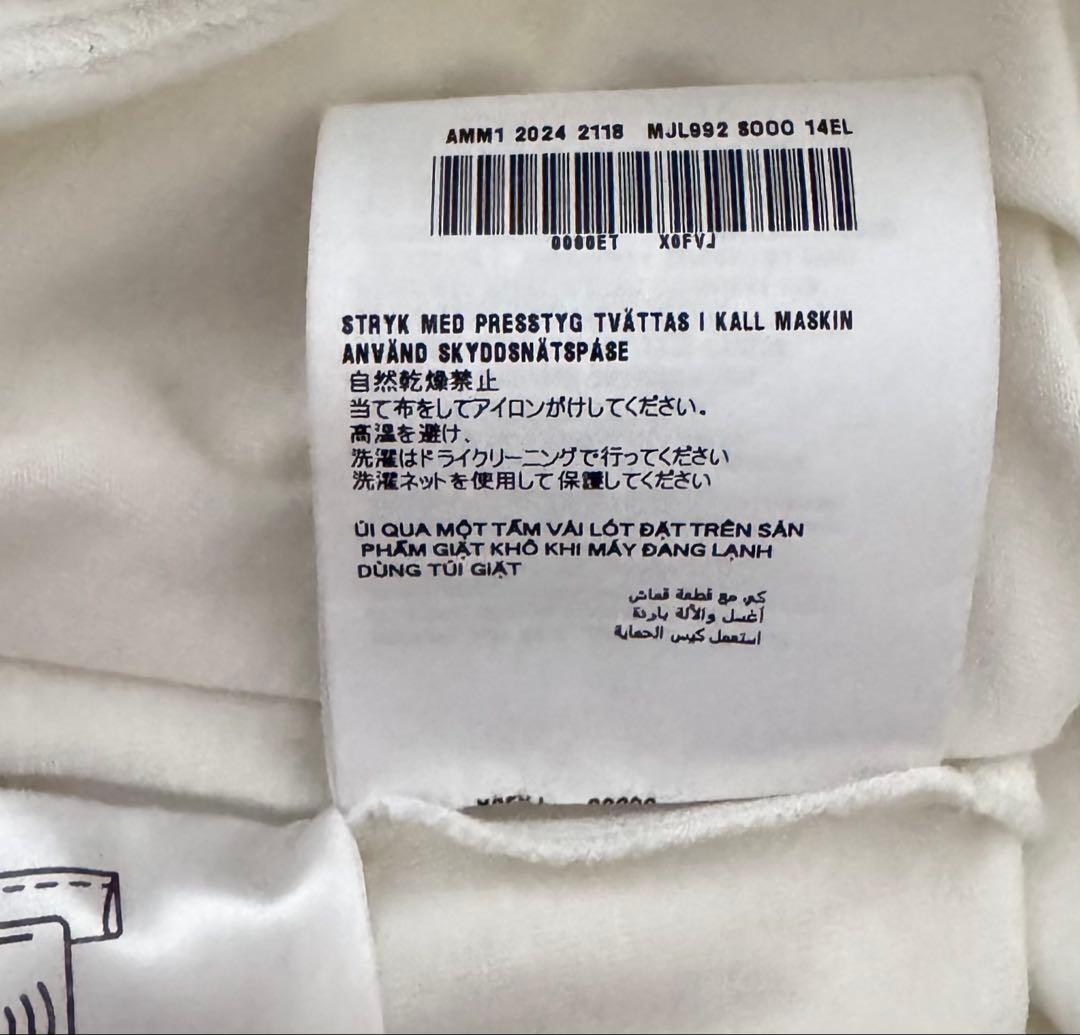 AMM1 2024 2118 MJL992 S000 14EL
0080ET X0FVJ
STRYK MED PRESSTYG TVÄTTAS I KALL MASKIN
ANVÄND SKYDDSNÄTSPÅSE
自然乾燥禁止
当て布をしてアイロンがけしてください。
高温を避け、
洗濯はドライクリーニングで行ってください
洗濯ネットを使用して保護してください
ỦI QUA MỘT TẤM VẢI LÓT ĐẶT TRÊN SẢN
PHẨM GIẶT KHÔ KHI MÁY ĐANG LẠNH
DÙNG TÚI GIẶT
كي مع قطعة قماش
أغسل والألة باردة
استعمل كيس الحماية